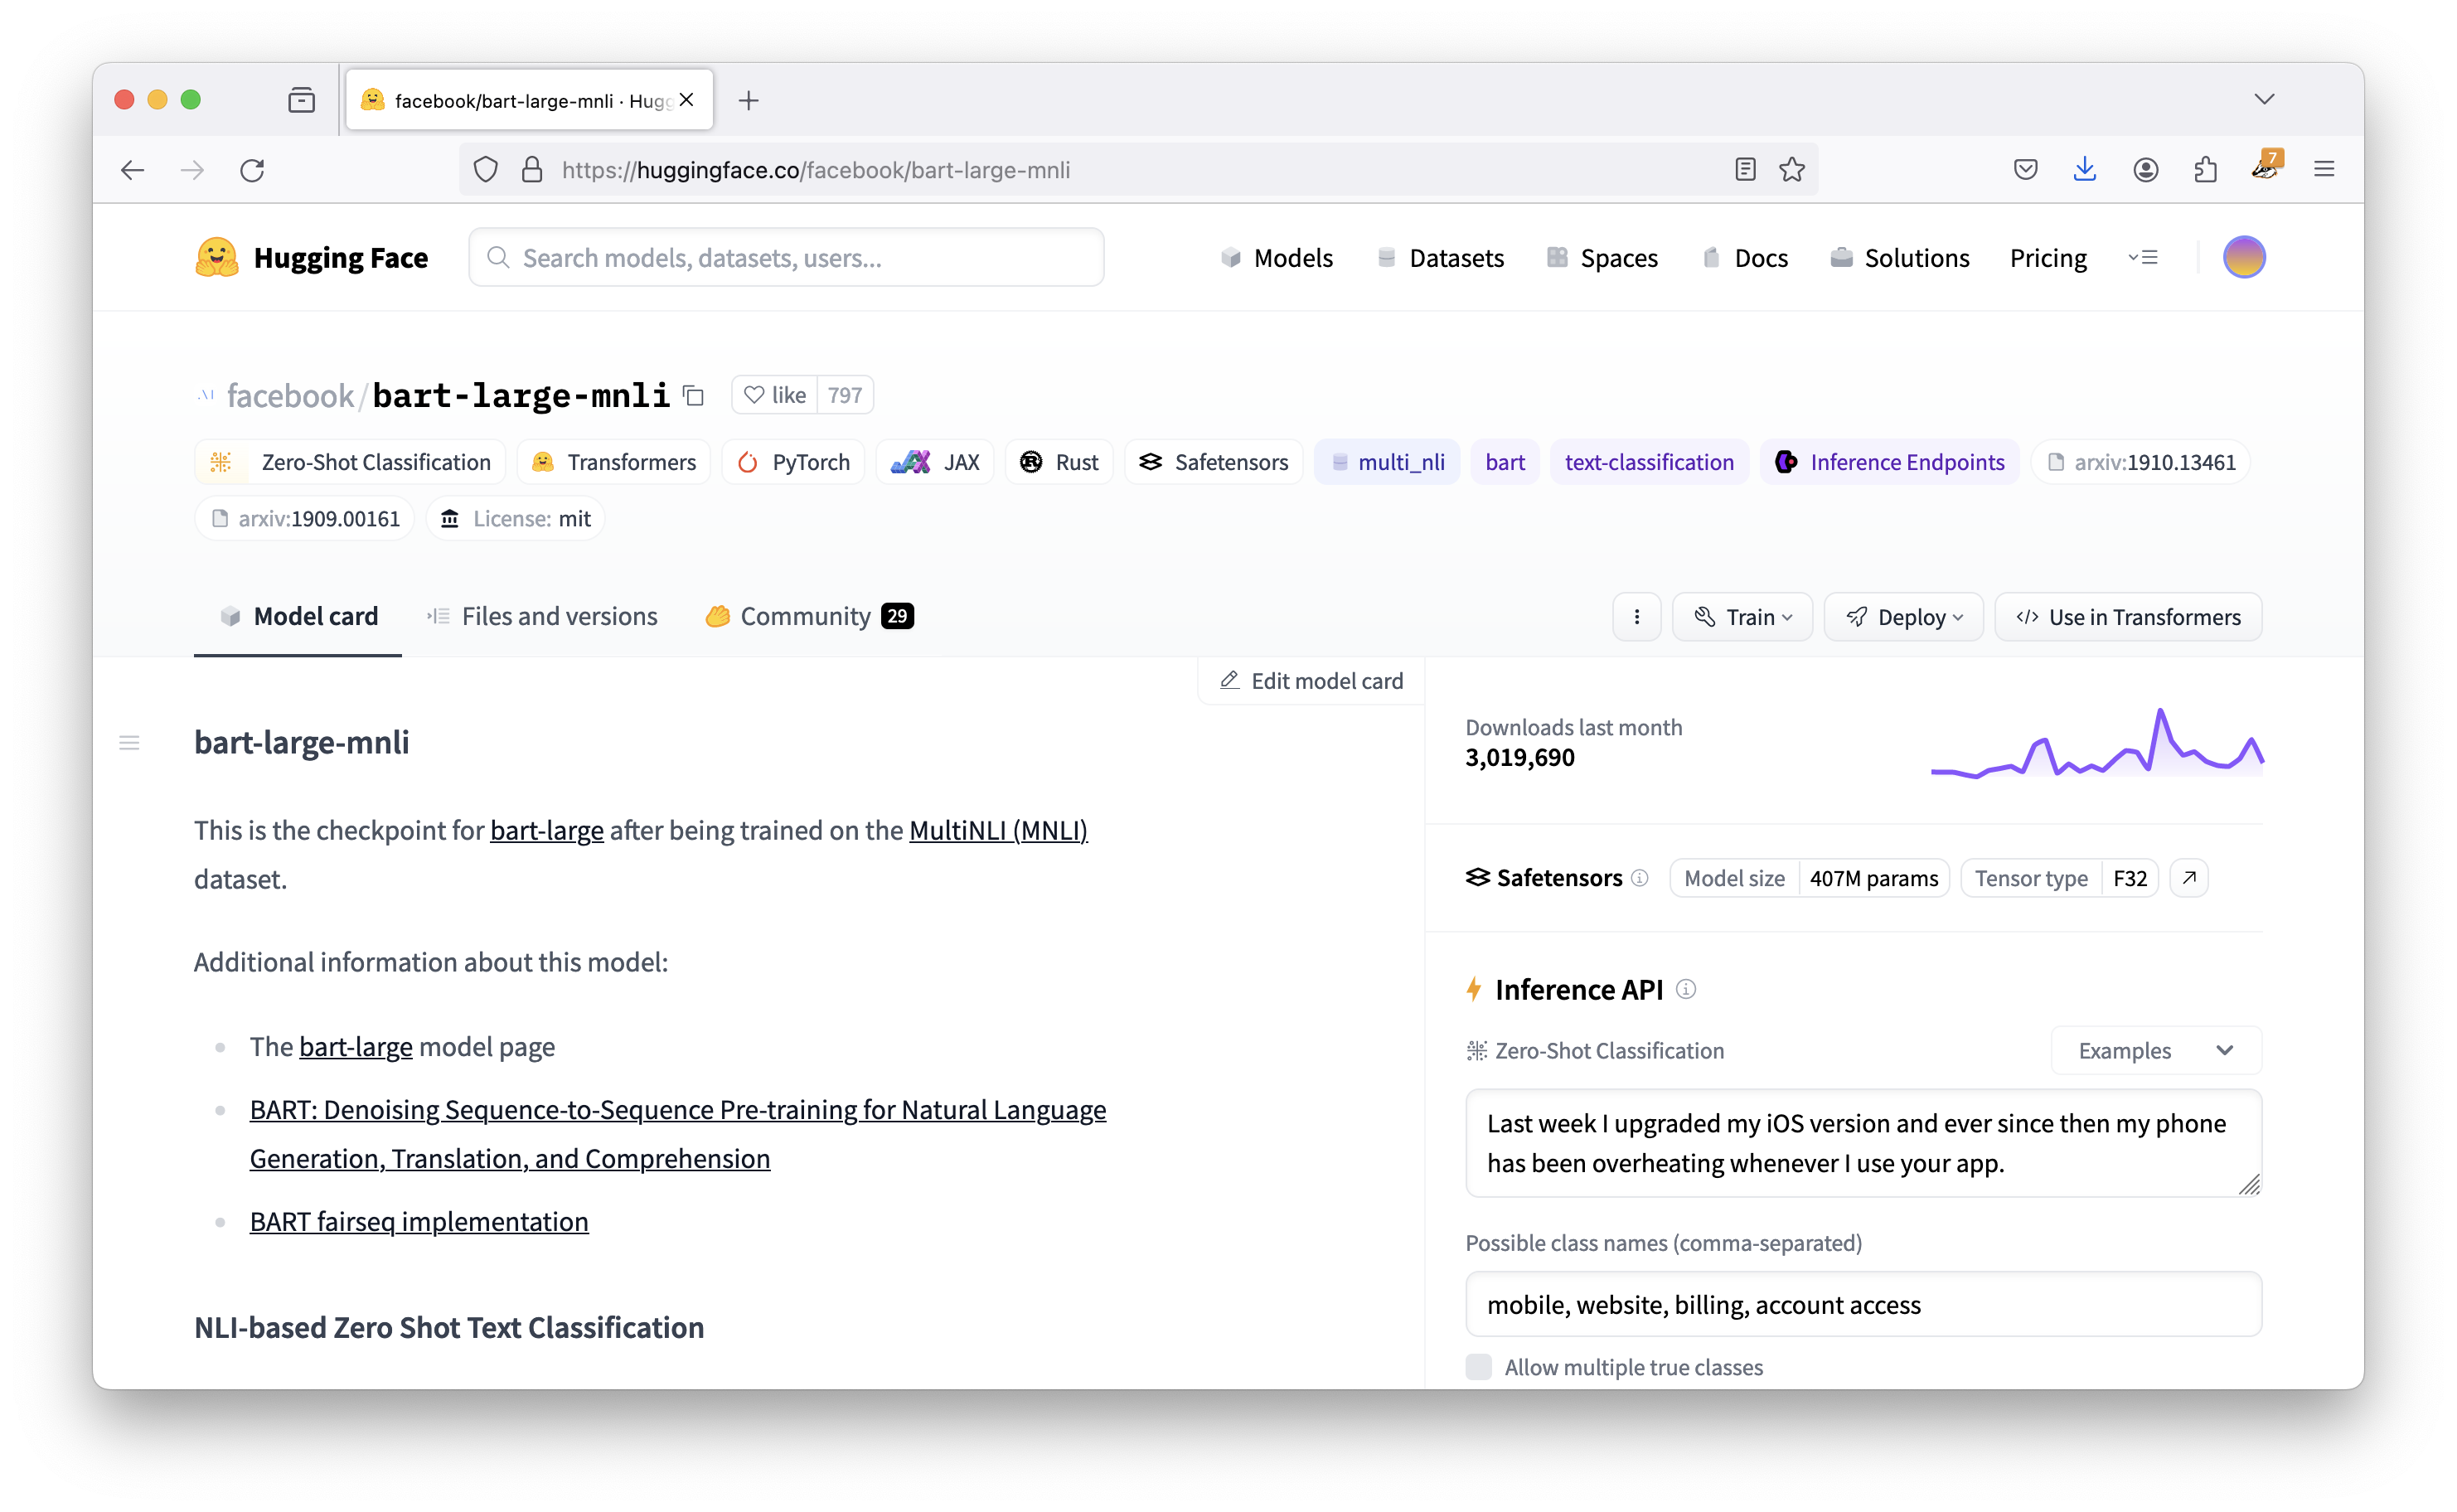 facebook/bart-large-mnli · Hugg
https://huggingface.co/facebook/bart-large-mnli
7
Hugging Face
Search models, datasets, users...
Models
Datasets
Spaces
Docs
Solutions
Pricing
facebook/bart-large-mnli
like 797
Zero-Shot Classification
Transformers
PyTorch
JAX
Rust
Safetensors
multi_nli
bart
text-classification
Inference Endpoints
arxiv:1910.13461
arxiv:1909.00161
License: mit
Model card
Files and versions
Community 29
Train
Deploy
Use in Transformers
Edit model card
bart-large-mnli
This is the checkpoint for bart-large after being trained on the MultiNLI (MNLI)
dataset.
Additional information about this model:
The bart-large model page
BART: Denoising Sequence-to-Sequence Pre-training for Natural Language
Generation, Translation, and Comprehension
BART fairseq implementation
NLI-based Zero Shot Text Classification
Downloads last month
3,019,690
Safetensors
Model size 407M params
Tensor type F32
Inference API
Zero-Shot Classification
Examples
Last week I upgraded my iOS version and ever since then my phone
has been overheating whenever I use your app.
Possible class names (comma-separated)
mobile, website, billing, account access
Allow multiple true classes